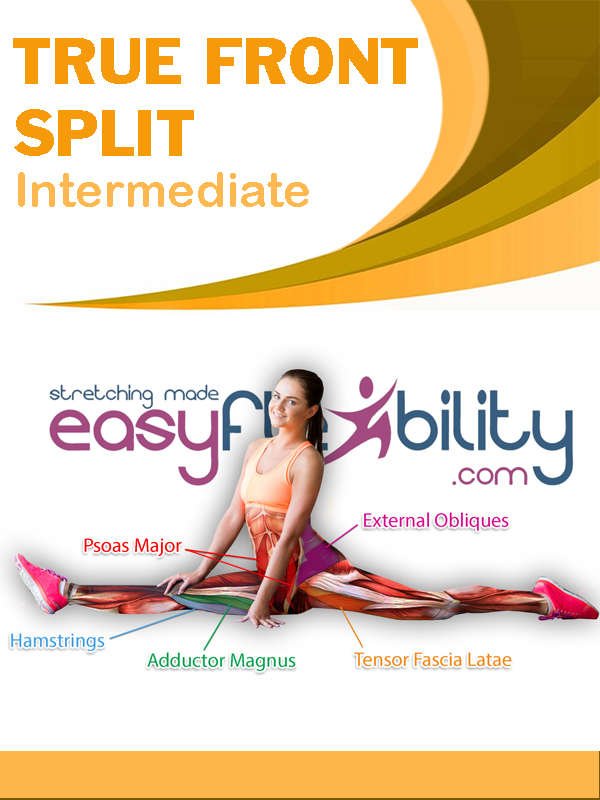 TRUE FRONT
SPLIT
Intermediate
stretching made
easyflexibility
.com
External Obliques
Psoas Major
Hamstrings
Adductor Magnus
Tensor Fascia Latae